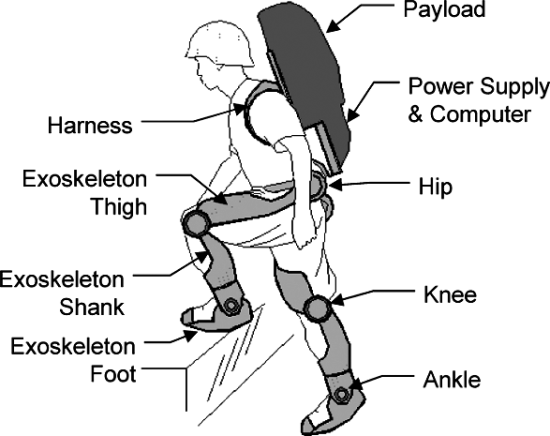 Payload
Power Supply
& Computer
Harness
Exoskeleton
Thigh
Hip
Exoskeleton
Shank
Knee
Exoskeleton
Foot
Ankle